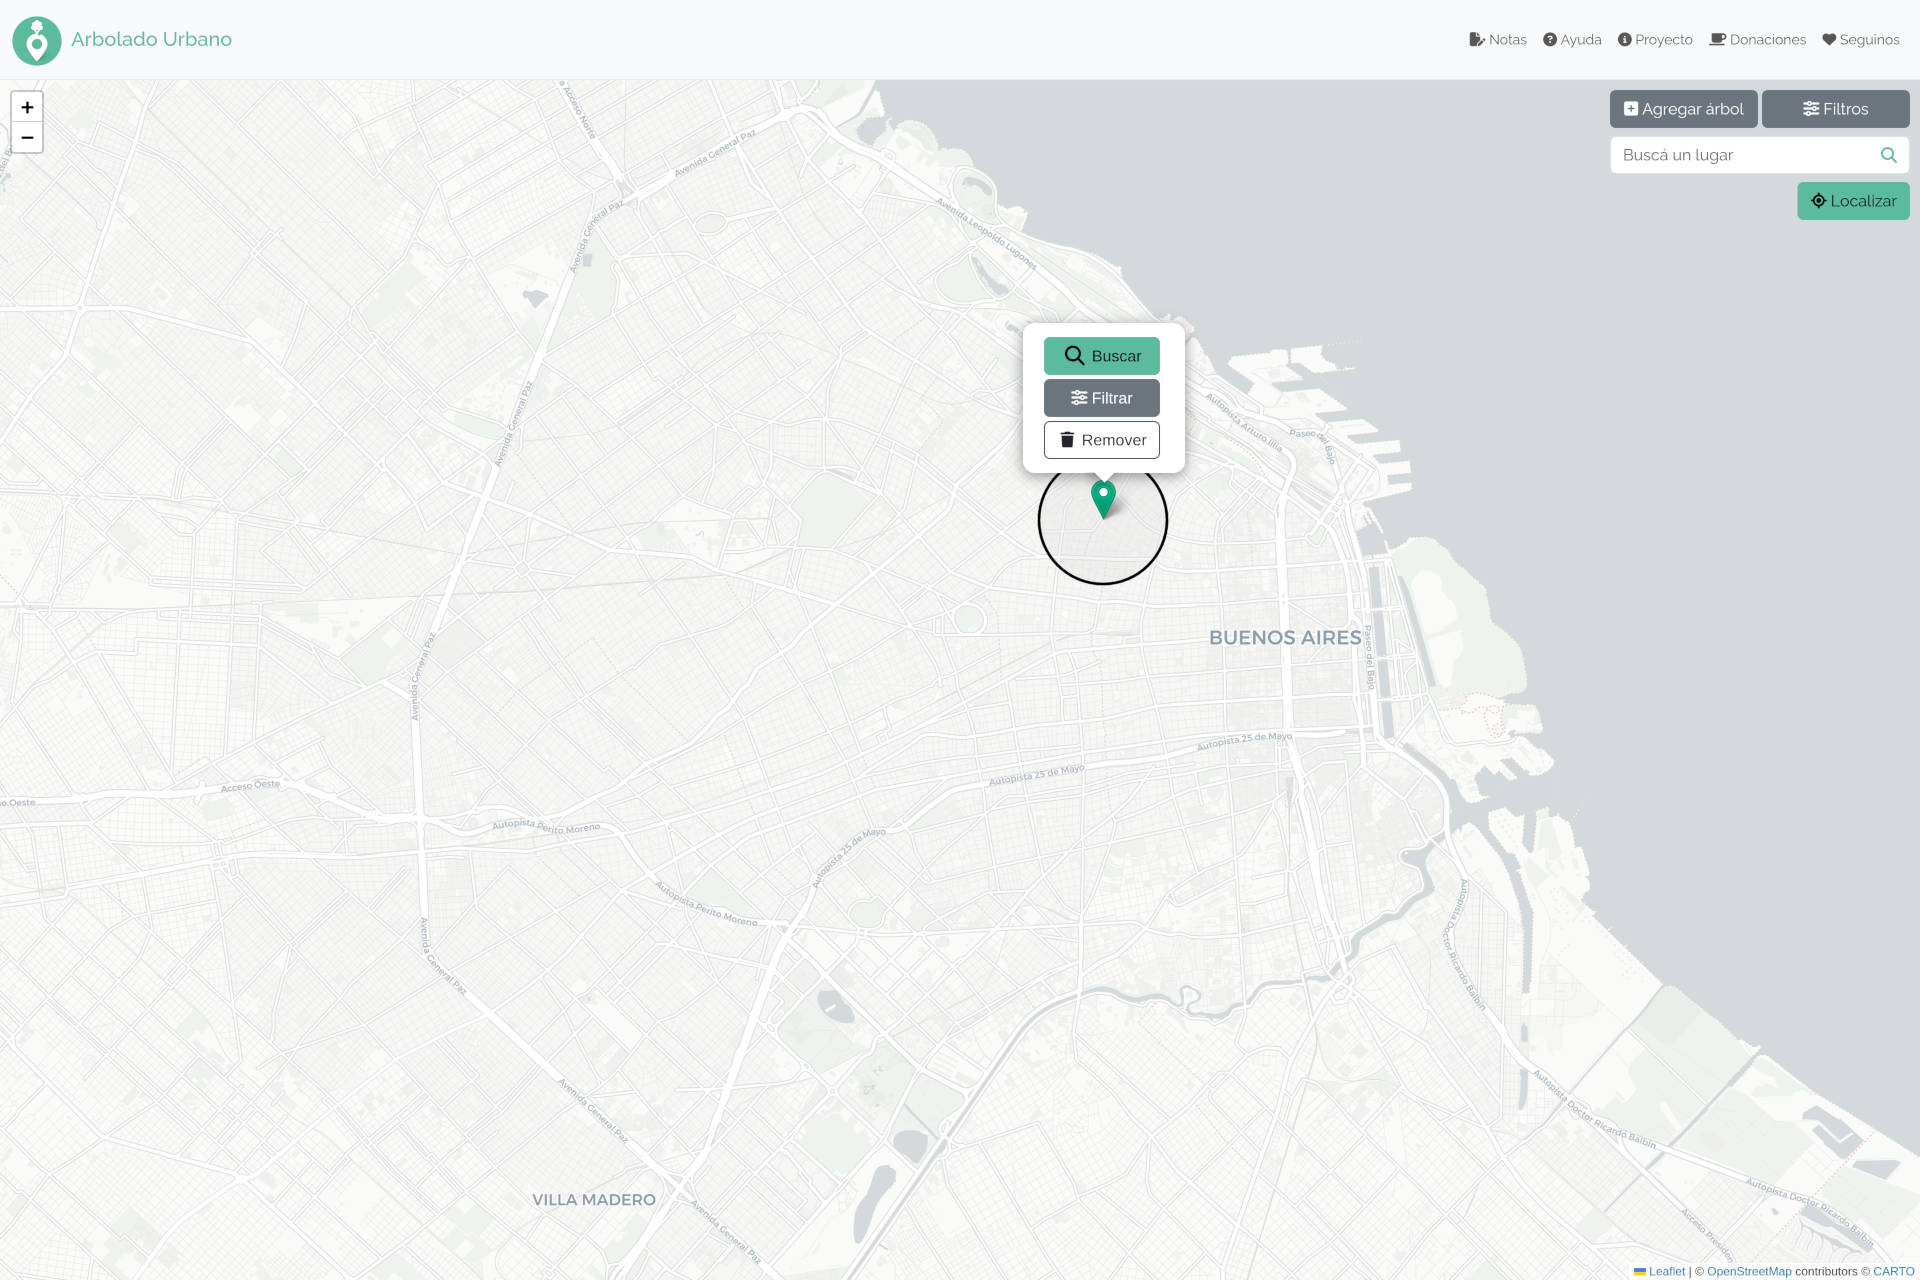 Arbolado Urbano
Notas
Ayuda
Proyecto
Donaciones
Seguinos
+
−
Agregar árbol
Filtros
Buscá un lugar
Localizar
Buscar
Filtrar
Remover
Acceso Norte
Avenida General Paz
Avenida General Paz
Avenida Leopoldo Lugones
Avenida General Paz
Autopista Arturo Illia
Paseo del Bajo
BUENOS AIRES
Paseo del Bajo
Avenida General Paz
Autopista 25 de Mayo
Autopista 25 de Mayo
Acceso Oeste
so Oeste
Autopista Perito Moreno
Autopista 25 de Mayo
Autopista Perito Moreno
Autopista Doctor Ricardo Balbín
Avenida General Paz
Avenida General Paz
Autopista Doctor Ricardo Balbín
VILLA MADERO
Avenida General Paz
Autopista Doctor Ricardo Balbín
Acceso Presiden
Leaflet | © OpenStreetMap contributors © CARTO